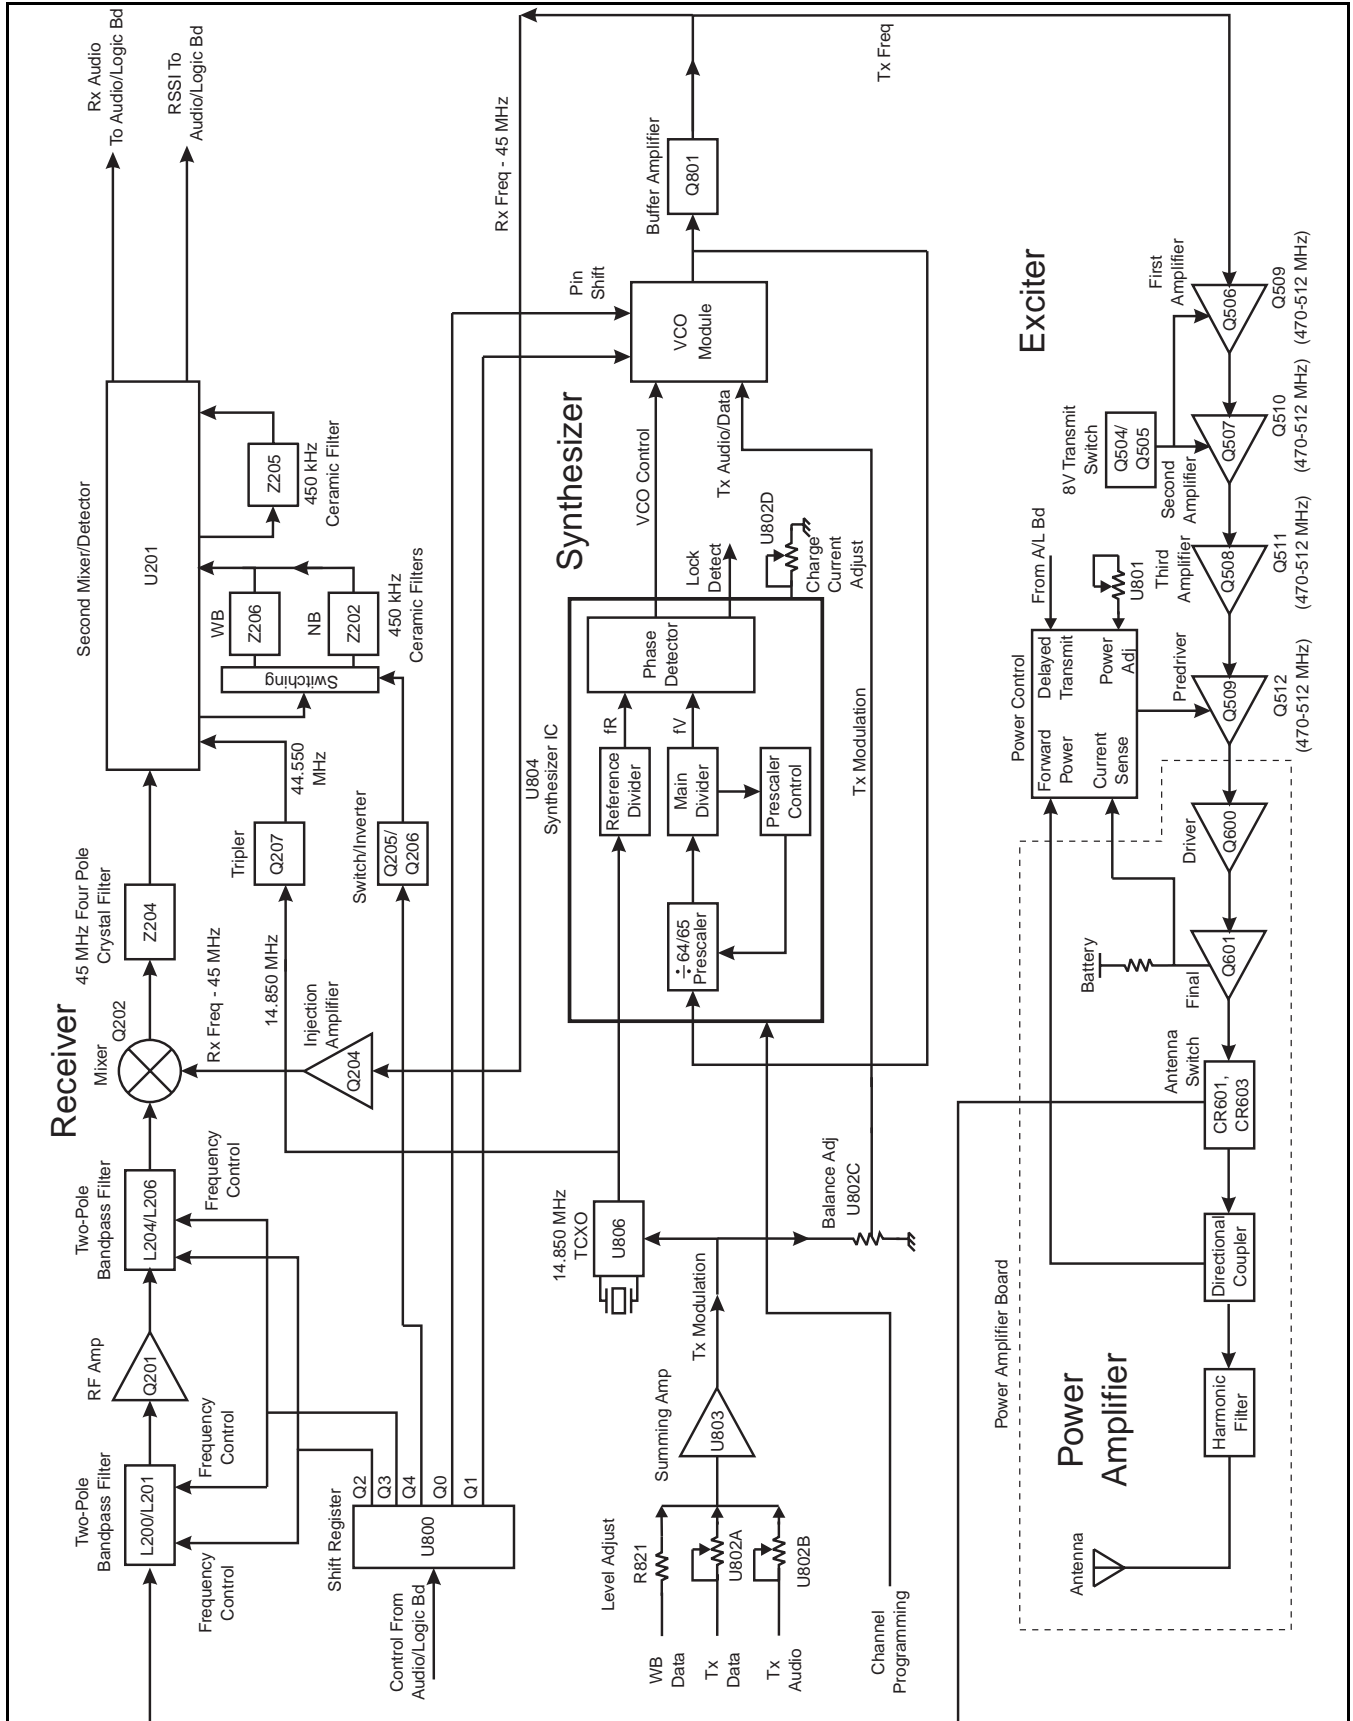 Receiver
Two-Pole
Bandpass Filter
L200/L201
Frequency
Control
Frequency
Control
RF Amp
Q201
Two-Pole
Bandpass Filter
L204/L206
Frequency
Control
Mixer
Q202
Rx Freq - 45 MHz
45 MHz Four Pole
Crystal Filter
Z204
Injection
Amplifier
Q204
14.850 MHz
Tripler
Q207
44.550
MHz
Switch/Inverter
Q205/
Q206
Second Mixer/Detector
U201
Switching
WB
Z206
NB
Z202
450 kHz
Ceramic Filters
Z205
450 kHz
Ceramic Filter
Rx Audio
To Audio/Logic Bd
RSSI To
Audio/Logic Bd
Shift Register
U800
Q2
Q3
Q4
Q0
Q1
Control From
Audio/Logic Bd
Rx Freq - 45 MHz
Synthesizer
U804
Synthesizer IC
14.850 MHz
TCXO
U806
Reference
Divider
fR
Main
Divider
fV
Prescaler
Control
÷64/65
Prescaler
Phase
Detector
Lock
Detect
VCO Control
U802D
Charge
Current
Adjust
Tx Audio/Data
Pin
Shift
VCO
Module
Buffer Amplifier
Q801
Tx Freq
Tx Modulation
Level Adjust
WB
Data
R821
Tx
Data
U802A
Tx
Audio
U802B
Summing Amp
U803
Tx Modulation
Balance Adj
U802C
Channel
Programming
Exciter
First
Amplifier
Q506
Q509
(470-512 MHz)
8V Transmit
Switch
Q504/
Q505
Second
Amplifier
Q507
Q510
(470-512 MHz)
From A/L Bd
U801
Third
Amplifier
Q508
Q511
(470-512 MHz)
Power Control
Delayed
Transmit
Power
Adj
Forward
Power
Current
Sense
Predriver
Q509
Q512
(470-512 MHz)
Power Amplifier Board
Driver
Q600
Battery
Final
Q601
Antenna
Switch
CR601,
CR603
Directional
Coupler
Harmonic
Filter
Power
Amplifier
Antenna